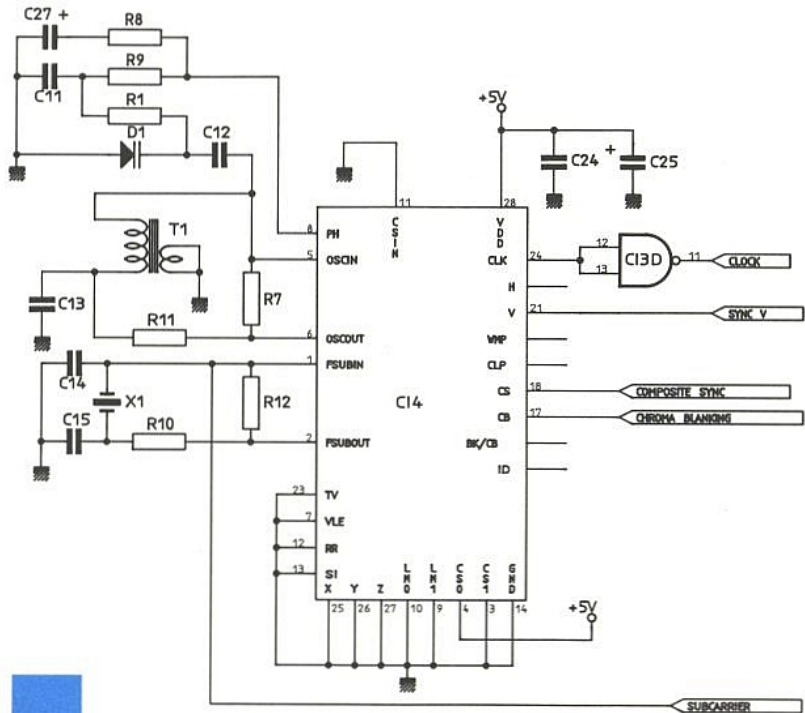 C27 +
R8
R9
C11
R1
D1
C12
+5V
C24
+
C25
T1
11
CSIN
28
VDD
8
PH
5
OSCIN
24
CLK
12
13
CI3D
11
CLOCK
H
C13
R7
21
V
SYNC V
R11
6
OSCOUT
WMP
1
FSUBIN
CLP
C14
X1
R12
CI4
18
CS
COMPOSITE SYNC
C15
R10
17
CB
CHROMA BLANKING
2
FSUBOUT
BK/CB
ID
23
TV
7
VLE
12
RR
13
SI
X
Y
Z
LM0
LM1
CS0
CS1
GND
25
26
27
10
9
4
3
14
+5V
SUBCARRIER